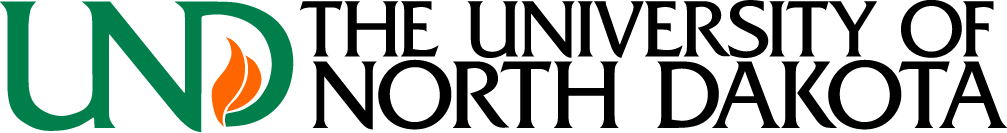 UND
THE UNIVERSITY OF
NORTH DAKOTA